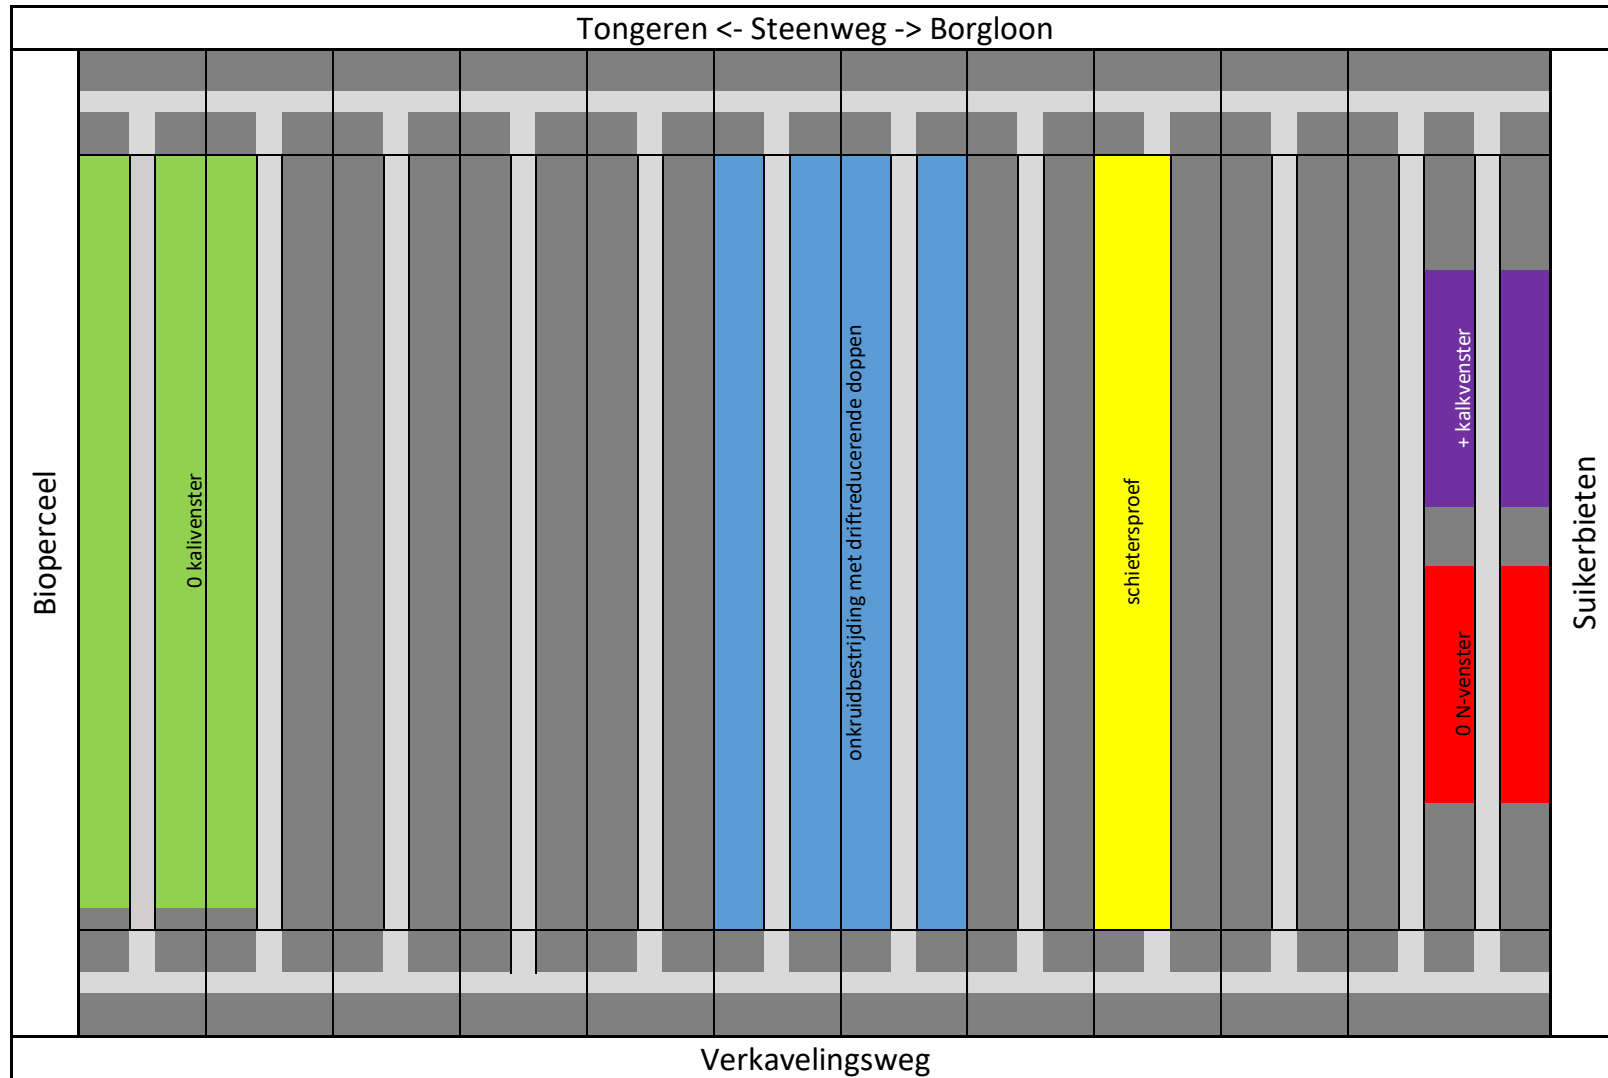 Tongeren <- Steenweg -> Borgloon
Bioperceel
0 kalivenster
onkruidbestrijding met driftreducerende doppen
schietersproef
+ kalkvenster
0 N-venster
Suikerbieten
Verkavelingsweg